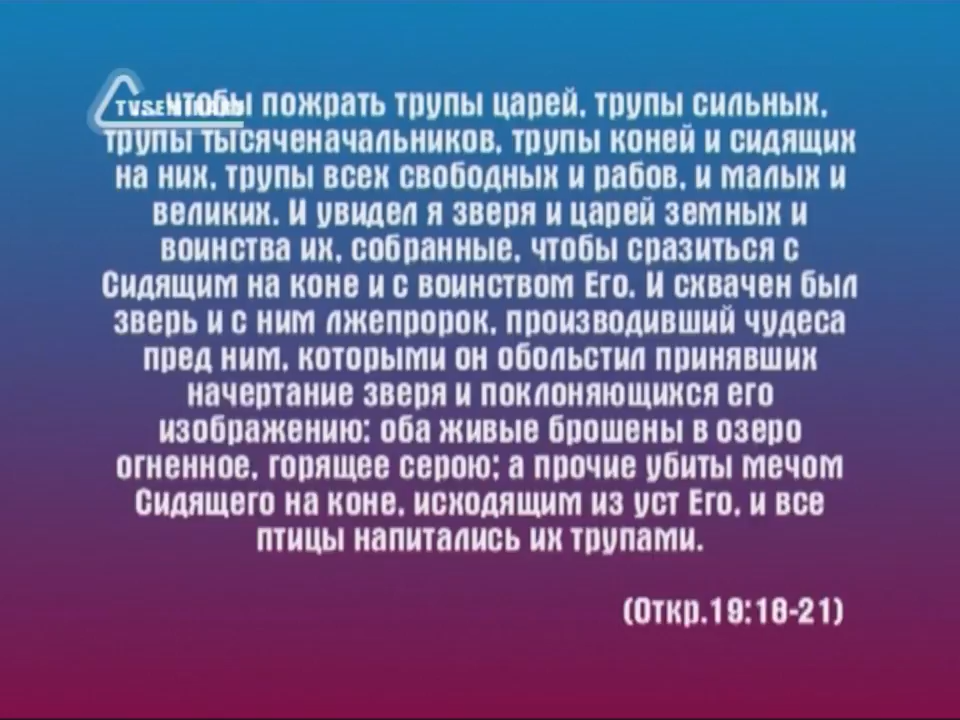 TVSEMINARY
...чтобы пожрать трупы царей, трупы сильных,
трупы тысяченачальников, трупы коней и сидящих
на них, трупы всех свободных и рабов, и малых и
великих. И увидел я зверя и царей земных и
воинства их, собранные, чтобы сразиться с
Сидящим на коне и с воинством Его. И схвачен был
зверь и с ним лжепророк, производивший чудеса
пред ним, которыми он обольстил принявших
начертание зверя и поклоняющихся его
изображению: оба живые брошены в озеро
огненное, горящее серою; а прочие убиты мечом
Сидящего на коне, исходящим из уст Его, и все
птицы напитались их трупами.
(Откр.19:18-21)